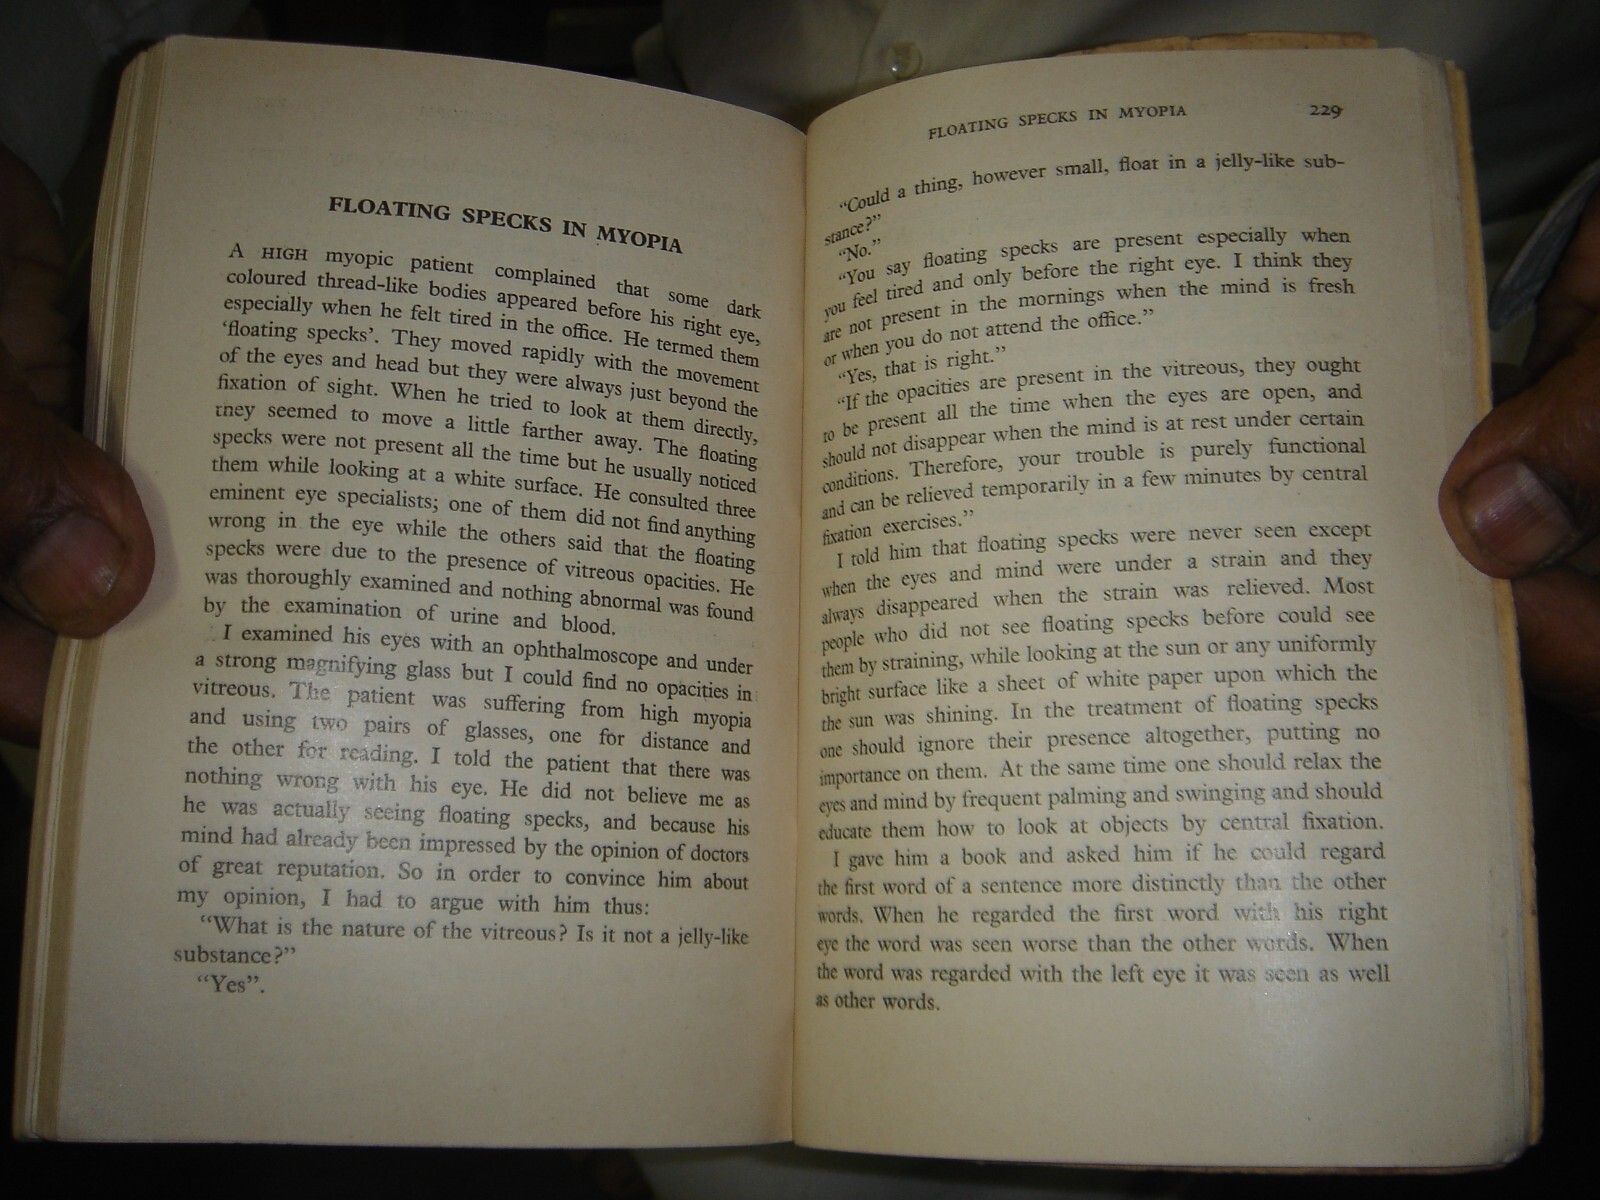 FLOATING SPECKS IN MYOPIA
A HIGH myopic patient complained that some dark
coloured thread-like bodies appeared before his right eye,
especially when he felt tired in the office. He termed them
‘floating specks’. They moved rapidly with the movement
of the eyes and head but they were always just beyond the
fixation of sight. When he tried to look at them directly,
they seemed to move a little farther away. The floating
specks were not present all the time but he usually noticed
them while looking at a white surface. He consulted three
eminent eye specialists; one of them did not find anything
wrong in the eye while the others said that the floating
specks were due to the presence of vitreous opacities. He
was thoroughly examined and nothing abnormal was found
by the examination of urine and blood.
I examined his eyes with an ophthalmoscope and under
a strong magnifying glass but I could find no opacities in
vitreous. The patient was suffering from high myopia
and using two pairs of glasses, one for distance and
the other for reading. I told the patient that there was
nothing wrong with his eye. He did not believe me as
he was actually seeing floating specks, and because his
mind had already been impressed by the opinion of doctors
of great reputation. So in order to convince him about
my opinion, I had to argue with him thus:
“What is the nature of the vitreous? Is it not a jelly-like
substance?”
“Yes”.
FLOATING SPECKS IN MYOPIA 229
“Could a thing, however small, float in a jelly-like sub-
stance?”
“No.”
“You say floating specks are present especially when
you feel tired and only before the right eye. I think they
are not present in the mornings when the mind is fresh
or when you do not attend the office.”
“Yes, that is right.”
“If the opacities are present in the vitreous, they ought
to be present all the time when the eyes are open, and
should not disappear when the mind is at rest under certain
conditions. Therefore, your trouble is purely functional
and can be relieved temporarily in a few minutes by central
fixation exercises.”
I told him that floating specks were never seen except
when the eyes and mind were under a strain and they
always disappeared when the strain was relieved. Most
people who did not see floating specks before could see
them by straining, while looking at the sun or any uniformly
bright surface like a sheet of white paper upon which the
the sun was shining. In the treatment of floating specks
one should ignore their presence altogether, putting no
importance on them. At the same time one should relax the
eyes and mind by frequent palming and swinging and should
educate them how to look at objects by central fixation.
I gave him a book and asked him if he could regard
the first word of a sentence more distinctly than the other
words. When he regarded the first word with his right
eye the word was seen worse than the other words. When
the word was regarded with the left eye it was seen as well
as other words.